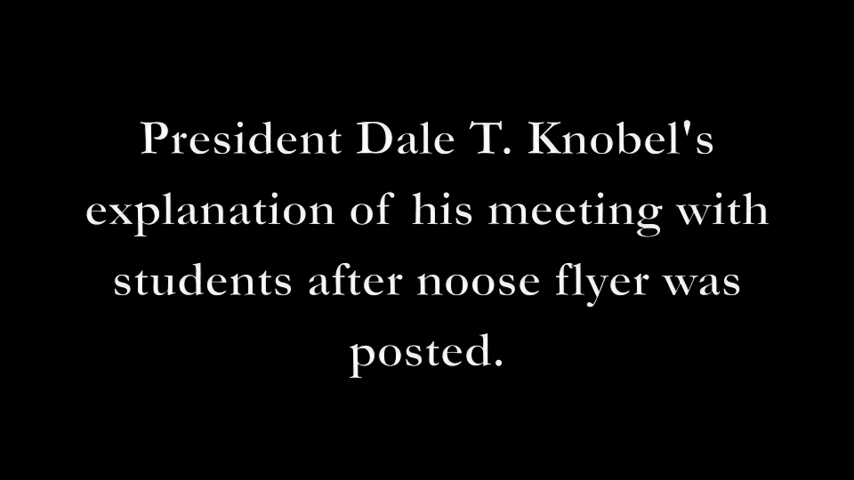 President Dale T. Knobel's
explanation of his meeting with
students after noose flyer was
posted.